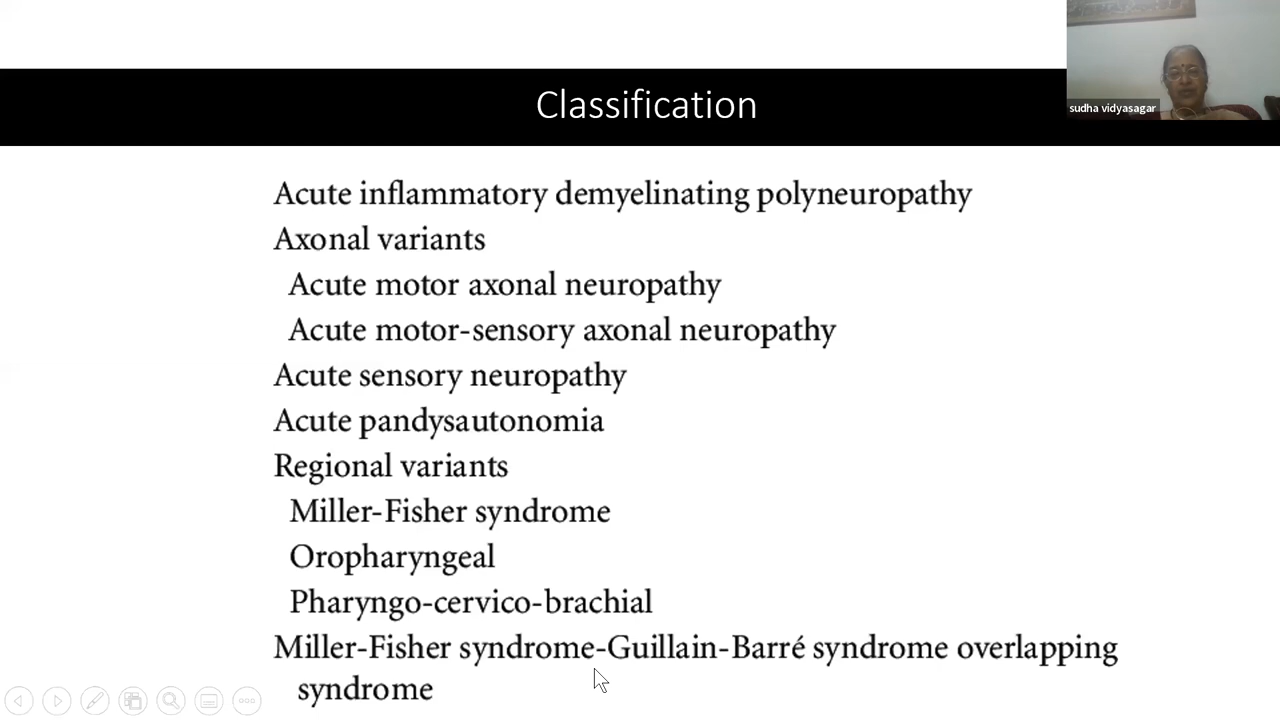 Classification
sudha vidyasagar
Acute inflammatory demyelinating polyneuropathy
Axonal variants
Acute motor axonal neuropathy
Acute motor-sensory axonal neuropathy
Acute sensory neuropathy
Acute pandysautonomia
Regional variants
Miller-Fisher syndrome
Oropharyngeal
Pharyngo-cervico-brachial
Miller-Fisher syndrome-Guillain-Barré syndrome overlapping
syndrome